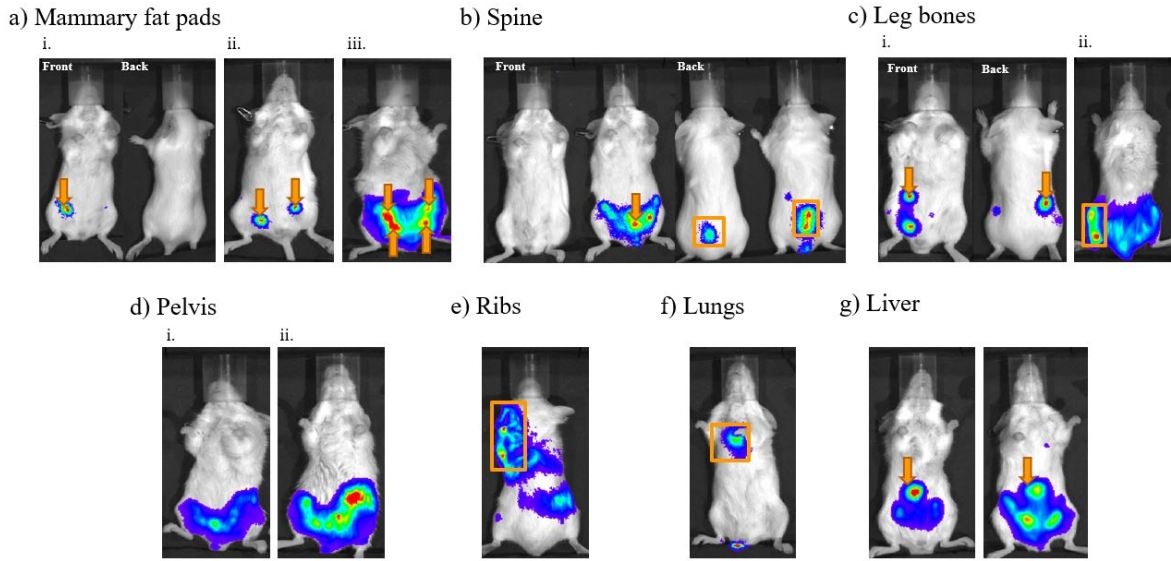 a) Mammary fat pads
i.
ii.
iii.
Front
Back
b) Spine
Front
Back
c) Leg bones
i.
ii.
Front
Back
d) Pelvis
i.
ii.
e) Ribs
f) Lungs
g) Liver